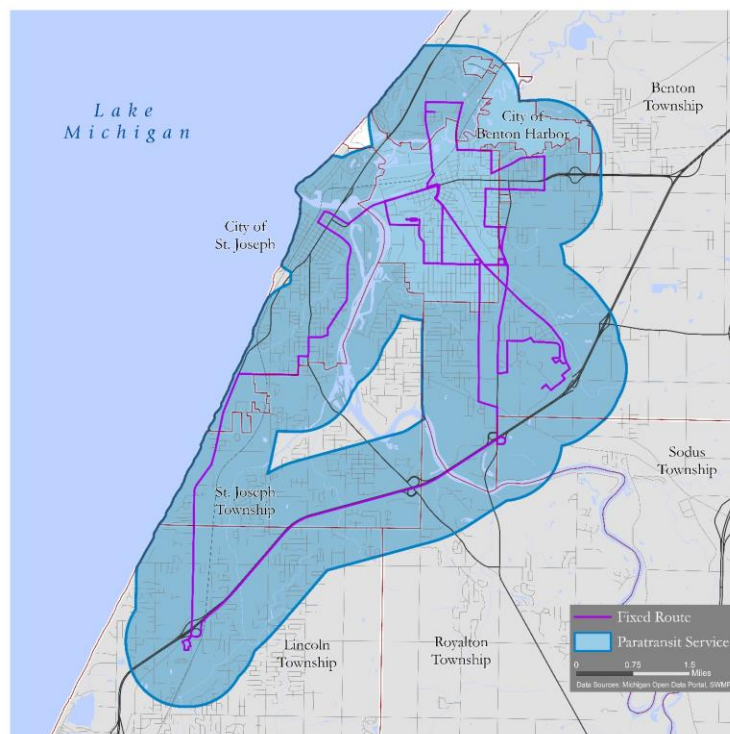 Lake
Michigan
Benton
Township
City of
Benton Harbor
City of
St. Joseph
Sodus
Township
St. Joseph
Township
Lincoln
Township
Royalton
Township
Fixed Route
Paratransit Service
0 0.75 1.5
Miles
Data Sources: Michigan Open Data Portal, SWMP